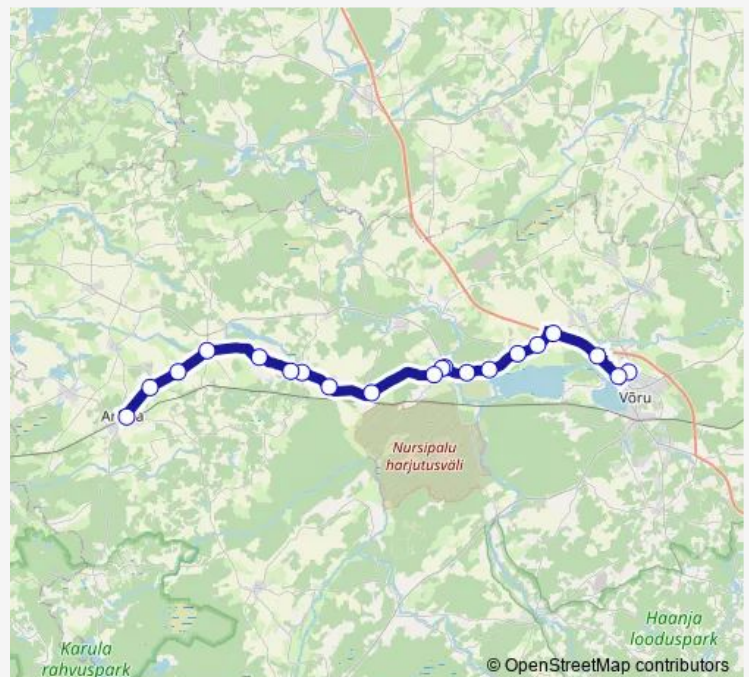 Võru
Nursipalu
harjutusväli
Haanja
looduspark
Karula
rahvuspark
© OpenStreetMap contributors